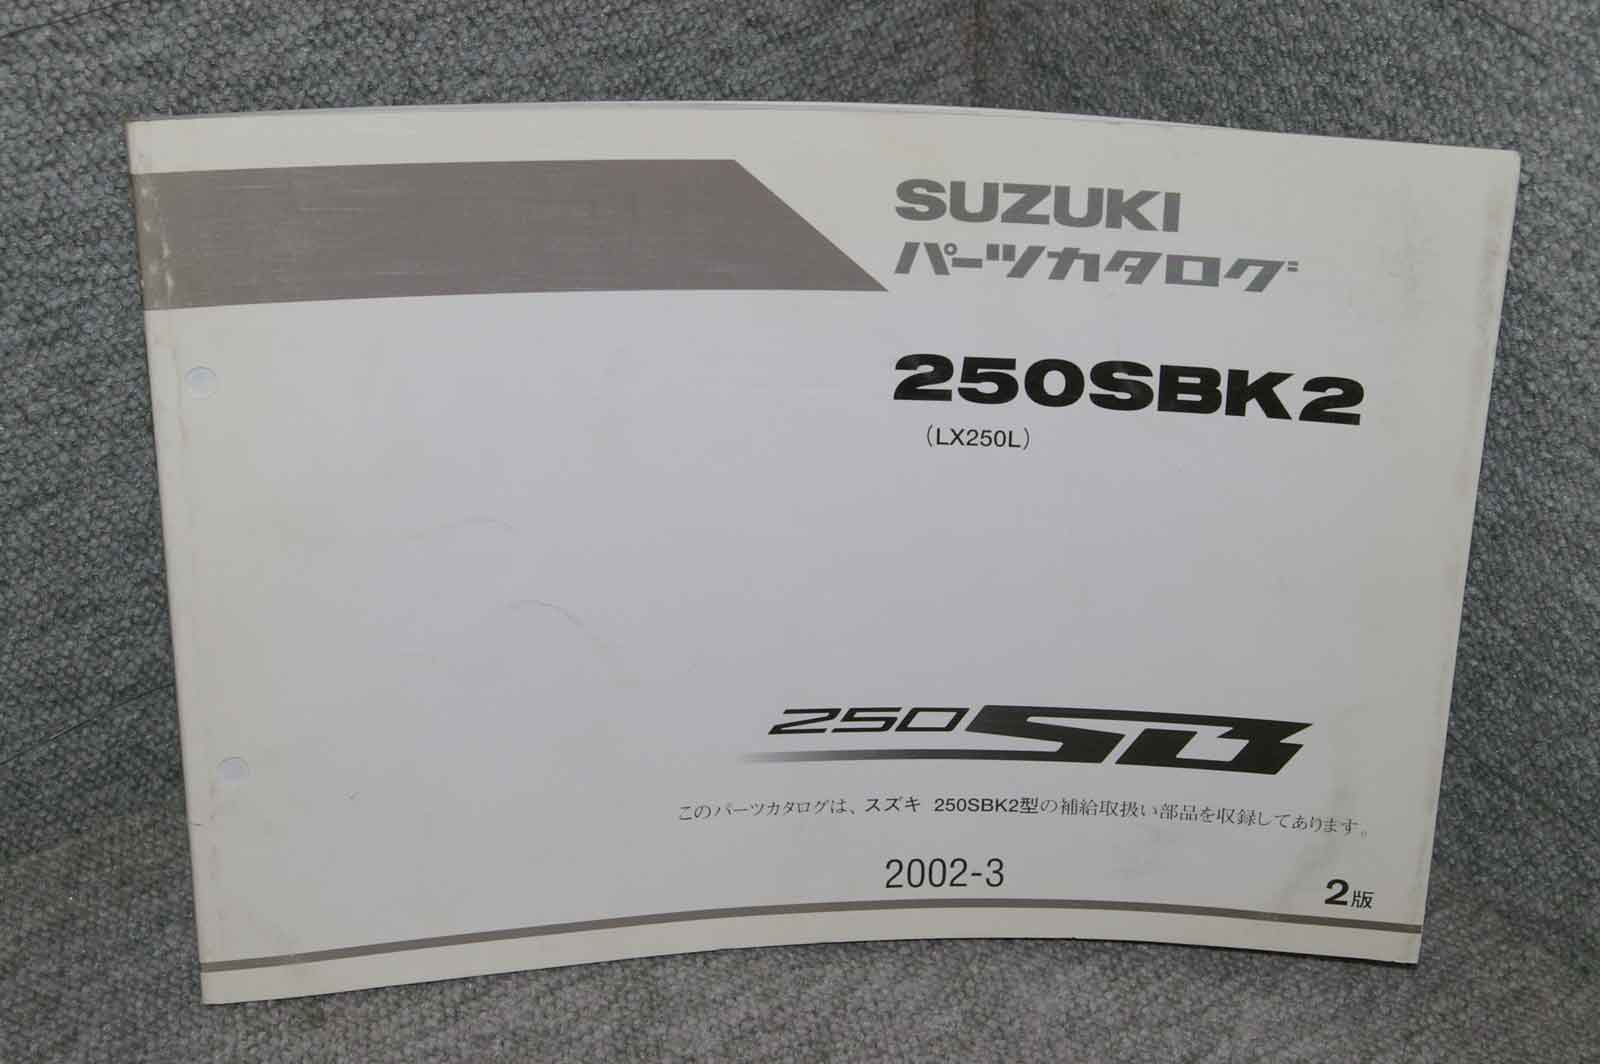 SUZUKI
パーツカタログ
250SBK2
(LX250L)
250SB
このパーツカタログは、スズキ 250SBK2型の補給取扱い部品を収録してあります。
2002-3
2版